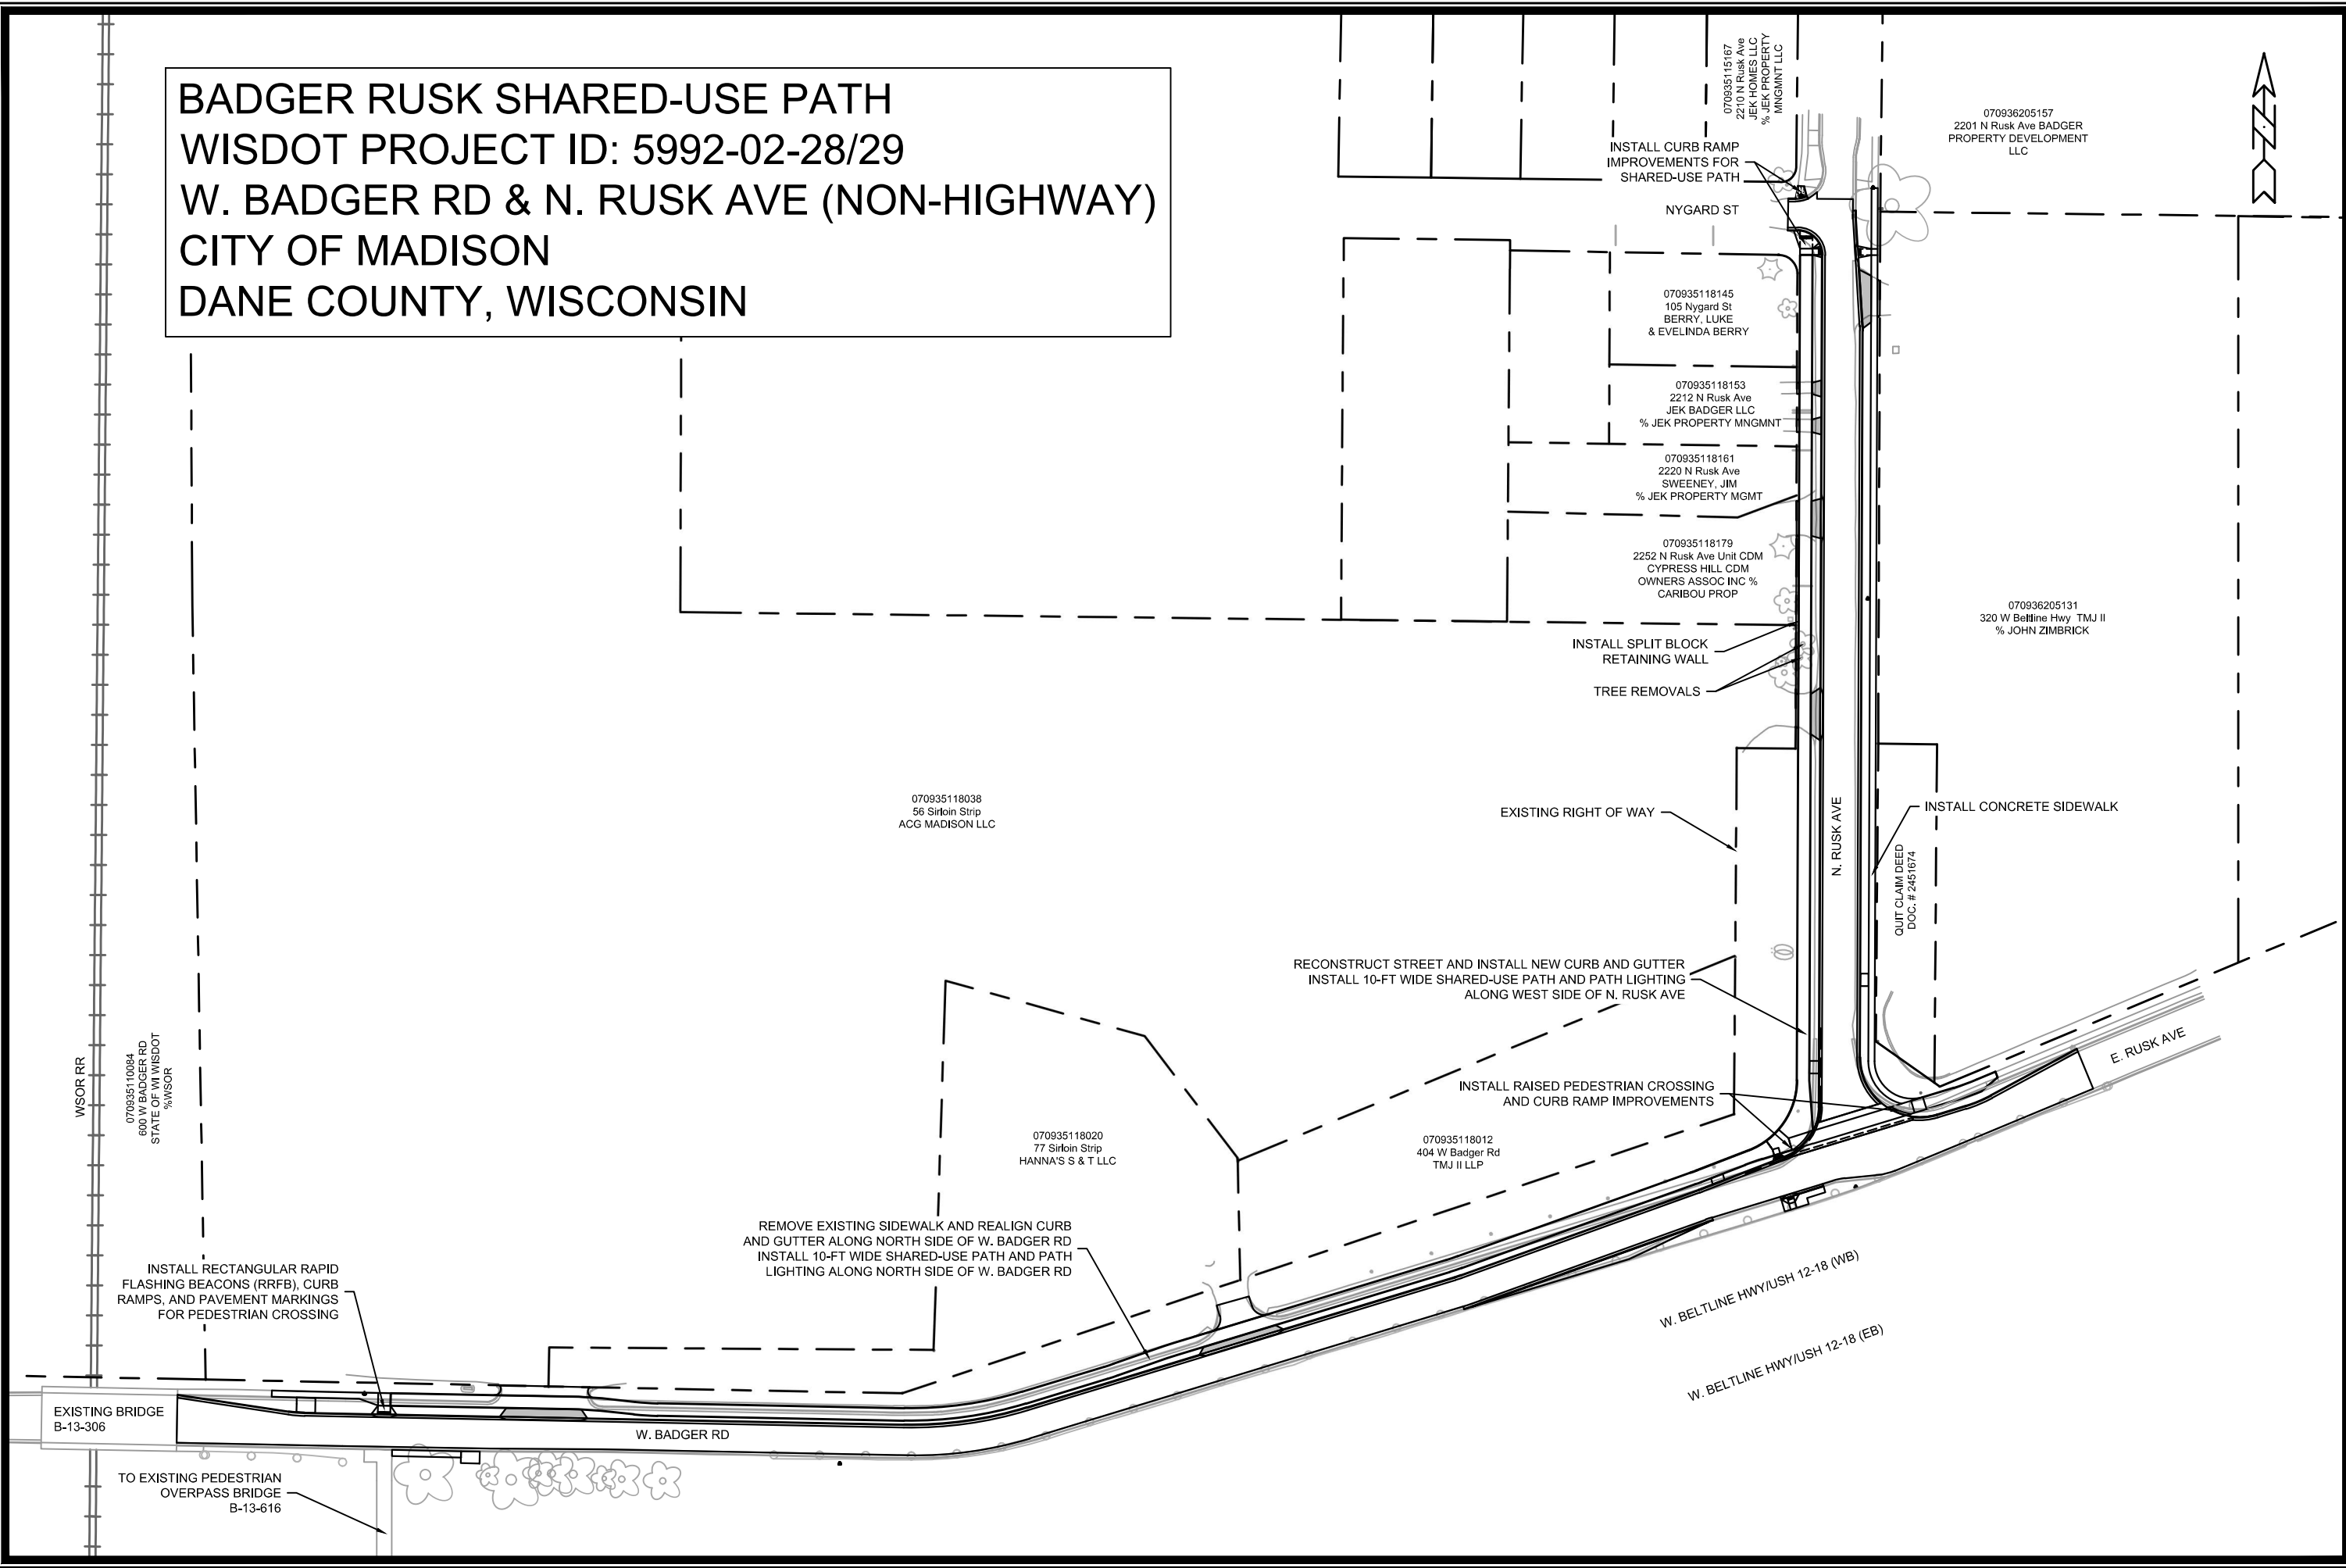 BADGER RUSK SHARED-USE PATH
WISDOT PROJECT ID: 5992-02-28/29
W. BADGER RD & N. RUSK AVE (NON-HIGHWAY)
CITY OF MADISON
DANE COUNTY, WISCONSIN
070935115167
2210 N Rusk Ave
JEK HOMES LLC
% JEK PROPERTY
MNGMNT LLC
N
070936205157
2201 N Rusk Ave BADGER
PROPERTY DEVELOPMENT
LLC
INSTALL CURB RAMP
IMPROVEMENTS FOR
SHARED-USE PATH
NYGARD ST
070935118145
105 Nygard St
BERRY, LUKE
& EVELINDA BERRY
070935118153
2212 N Rusk Ave
JEK BADGER LLC
% JEK PROPERTY MNGMNT
070935118161
2220 N Rusk Ave
SWEENEY, JIM
% JEK PROPERTY MGMT
070935118179
2252 N Rusk Ave Unit CDM
CYPRESS HILL CDM
OWNERS ASSOC INC %
CARIBOU PROP
070936205131
320 W Beltline Hwy TMJ II
% JOHN ZIMBRICK
INSTALL SPLIT BLOCK
RETAINING WALL
TREE REMOVALS
070935118038
56 Sirloin Strip
ACG MADISON LLC
EXISTING RIGHT OF WAY
N. RUSK AVE
INSTALL CONCRETE SIDEWALK
QUIT CLAIM DEED
DOC. # 2451674
RECONSTRUCT STREET AND INSTALL NEW CURB AND GUTTER
INSTALL 10-FT WIDE SHARED-USE PATH AND PATH LIGHTING
ALONG WEST SIDE OF N. RUSK AVE
E. RUSK AVE
WSOR RR
070935110084
600 W BADGER RD
STATE OF WI WISDOT
%WSOR
INSTALL RAISED PEDESTRIAN CROSSING
AND CURB RAMP IMPROVEMENTS
070935118020
77 Sirloin Strip
HANNA'S S & T LLC
070935118012
404 W Badger Rd
TMJ II LLP
REMOVE EXISTING SIDEWALK AND REALIGN CURB
AND GUTTER ALONG NORTH SIDE OF W. BADGER RD
INSTALL 10-FT WIDE SHARED-USE PATH AND PATH
LIGHTING ALONG NORTH SIDE OF W. BADGER RD
INSTALL RECTANGULAR RAPID
FLASHING BEACONS (RRFB), CURB
RAMPS, AND PAVEMENT MARKINGS
FOR PEDESTRIAN CROSSING
W. BELTLINE HWY/USH 12-18 (WB)
W. BELTLINE HWY/USH 12-18 (EB)
EXISTING BRIDGE
B-13-306
W. BADGER RD
TO EXISTING PEDESTRIAN
OVERPASS BRIDGE
B-13-616